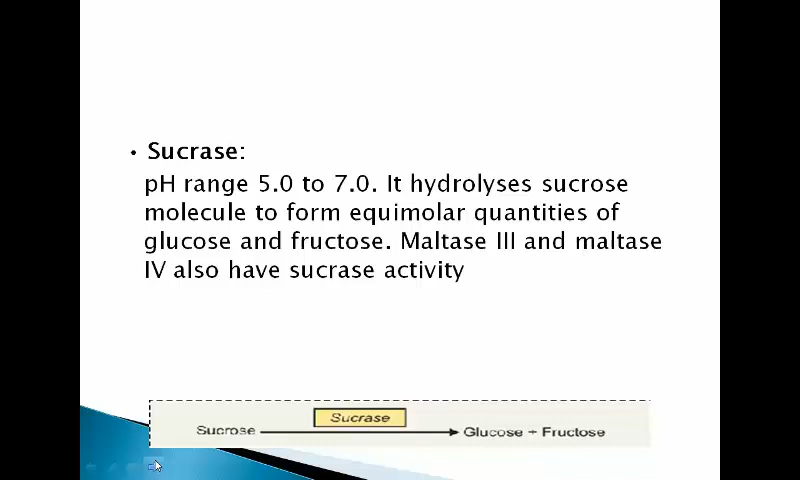 • Sucrase:
pH range 5.0 to 7.0. It hydrolyses sucrose
molecule to form equimolar quantities of
glucose and fructose. Maltase III and maltase
IV also have sucrase activity
Sucrase
Sucrose → Glucose + Fructose